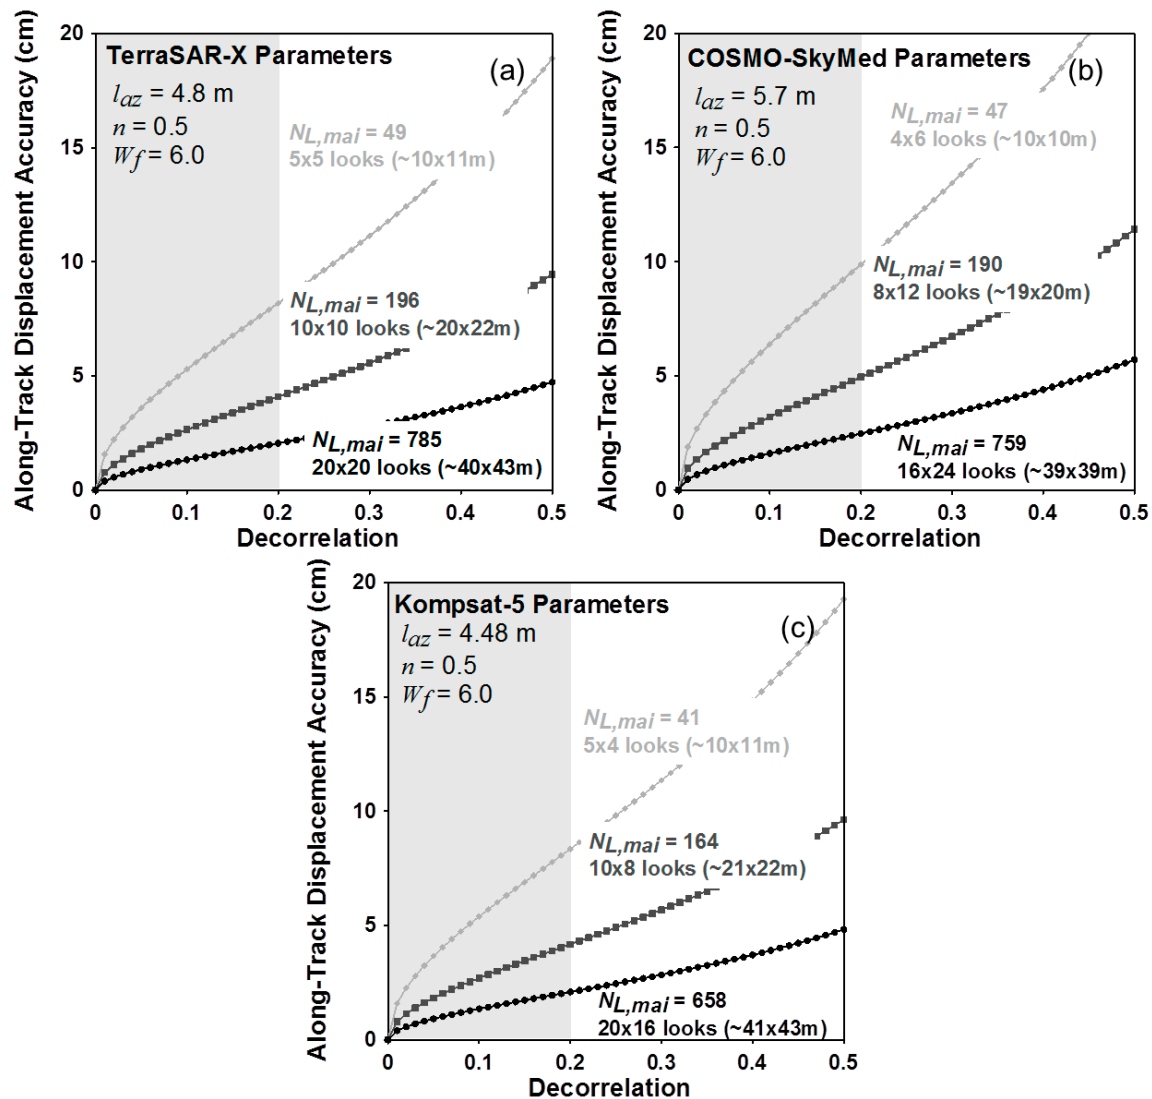 Along-Track Displacement Accuracy (cm)
20
15
10
5
0
TerraSAR-X Parameters
(a)
laz = 4.8 m
n = 0.5
Wf = 6.0
NL,mai = 49
5x5 looks (~10x11m)
NL,mai = 196
10x10 looks (~20x22m)
NL,mai = 785
20x20 looks (~40x43m)
0 0.1 0.2 0.3 0.4 0.5
Decorrelation
Along-Track Displacement Accuracy (cm)
20
15
10
5
0
COSMO-SkyMed Parameters
(b)
laz = 5.7 m
n = 0.5
Wf = 6.0
NL,mai = 47
4x6 looks (~10x10m)
NL,mai = 190
8x12 looks (~19x20m)
NL,mai = 759
16x24 looks (~39x39m)
0 0.1 0.2 0.3 0.4 0.5
Decorrelation
Along-Track Displacement Accuracy (cm)
20
15
10
5
0
Kompsat-5 Parameters
(c)
laz = 4.48 m
n = 0.5
Wf = 6.0
NL,mai = 41
5x4 looks (~10x11m)
NL,mai = 164
10x8 looks (~21x22m)
NL,mai = 658
20x16 looks (~41x43m)
0 0.1 0.2 0.3 0.4 0.5
Decorrelation